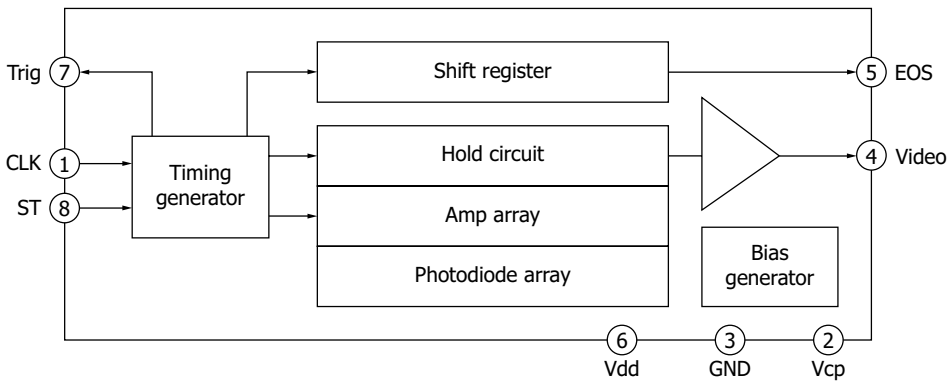 Trig
7
Shift register
5
EOS
CLK
1
Timing
generator
Hold circuit
4
Video
ST
8
Amp array
Photodiode array
Bias
generator
6
3
2
Vdd
GND
Vcp